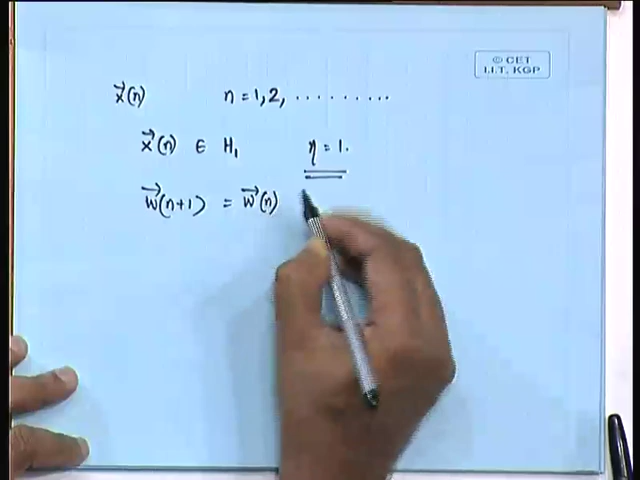 © CET
I.I.T. KGP
x⃗(n) n = 1, 2, ..........
x⃗(n) ∈ H₁ η = 1.
w⃗(n+1) = w⃗(n)